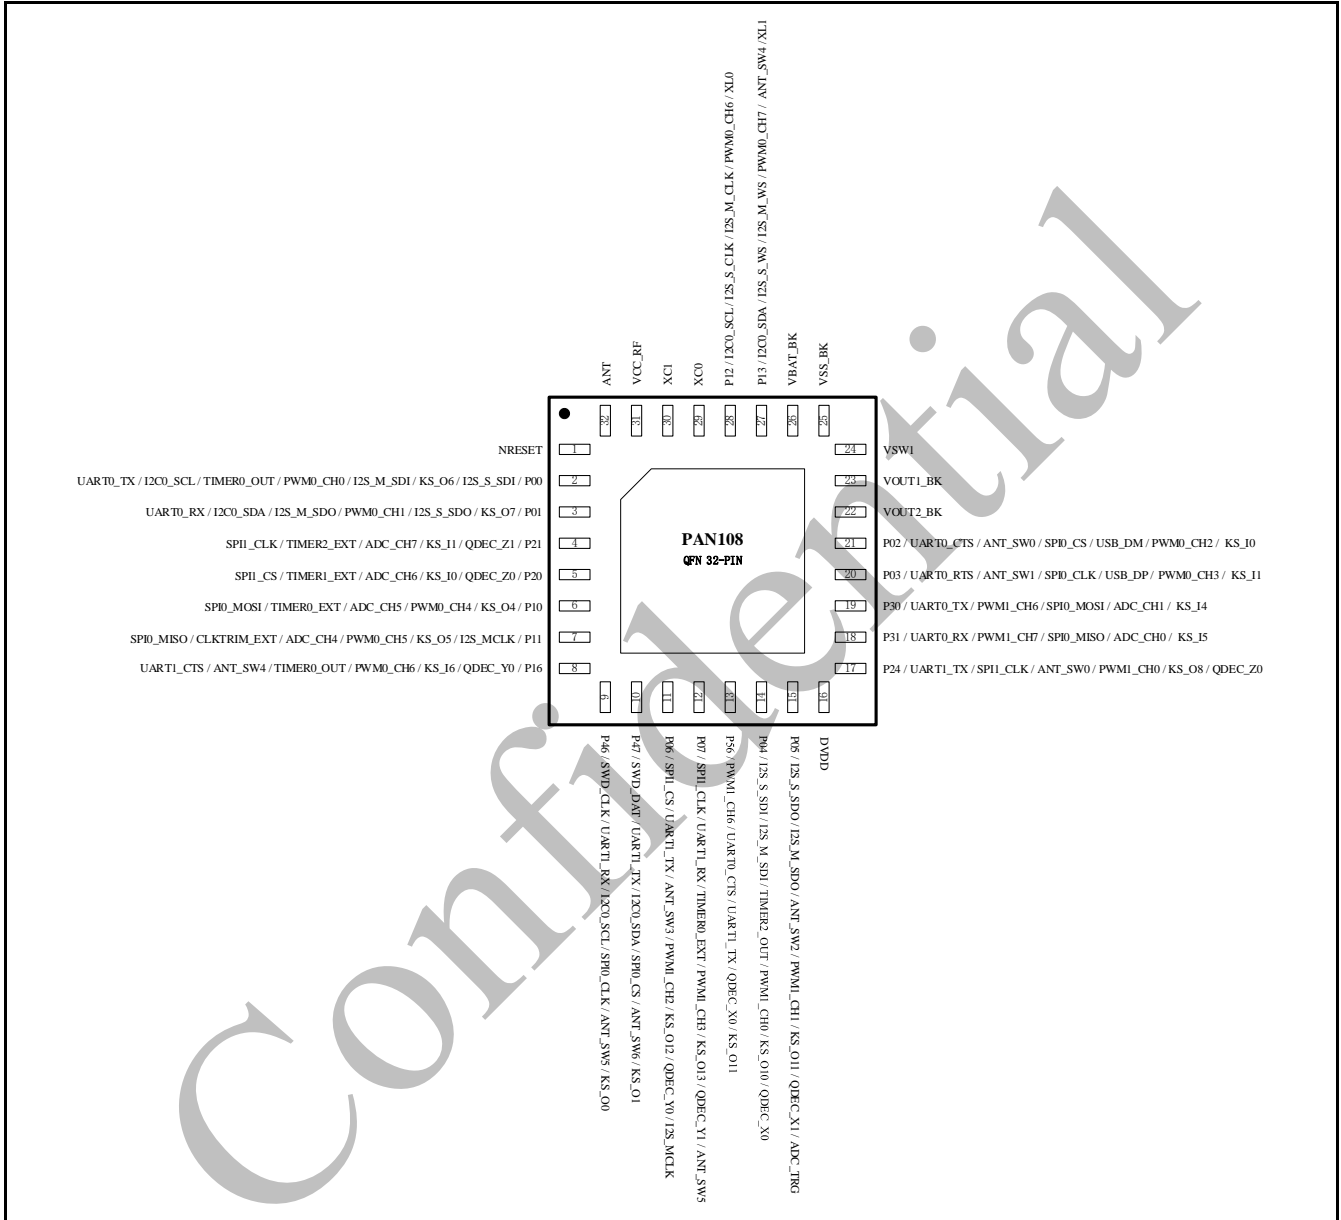 P12 / I2C0_SCL / I2S_S_CLK / I2S_M_CLK / PWM0_CH6 / XL0
P13 / I2C0_SDA / I2S_S_WS / I2S_M_WS / PWM0_CH7 / ANT_SW4 / XL1
ANT
VCC_RF
XC1
XC0
VBAT_BK
VSS_BK
32
31
30
29
28
27
26
25
NRESET
1
24
VSW1
UART0_TX / I2C0_SCL / TIMER0_OUT / PWM0_CH0 / I2S_M_SDI / KS_O6 / I2S_S_SDI / P00
2
23
VOUT1_BK
UART0_RX / I2C0_SDA / I2S_M_SDO / PWM0_CH1 / I2S_S_SDO / KS_O7 / P01
3
22
VOUT2_BK
SPI1_CLK / TIMER2_EXT / ADC_CH7 / KS_I1 / QDEC_Z1 / P21
4
21
P02 / UART0_CTS / ANT_SW0 / SPI0_CS / USB_DM / PWM0_CH2 / KS_I0
SPI1_CS / TIMER1_EXT / ADC_CH6 / KS_I0 / QDEC_Z0 / P20
5
20
P03 / UART0_RTS / ANT_SW1 / SPI0_CLK / USB_DP / PWM0_CH3 / KS_I1
SPI0_MOSI / TIMER0_EXT / ADC_CH5 / PWM0_CH4 / KS_O4 / P10
6
19
P30 / UART0_TX / PWM1_CH6 / SPI0_MOSI / ADC_CH1 / KS_I4
SPI0_MISO / CLKTRIM_EXT / ADC_CH4 / PWM0_CH5 / KS_O5 / I2S_MCLK / P11
7
18
P31 / UART0_RX / PWM1_CH7 / SPI0_MISO / ADC_CH0 / KS_I5
UART1_CTS / ANT_SW4 / TIMER0_OUT / PWM0_CH6 / KS_I6 / QDEC_Y0 / P16
8
17
P24 / UART1_TX / SPI1_CLK / ANT_SW0 / PWM1_CH0 / KS_O8 / QDEC_Z0
PAN108
QFN 32-PIN
9
10
11
12
13
14
15
16
P46 / SWD_CLK / UART1_RX / I2C0_SCL / SPI0_CLK / ANT_SW5 / KS_O0
P47 / SWD_DAT / UART1_TX / I2C0_SDA / SPI0_CS / ANT_SW6 / KS_O1
P06 / SPI1_CS / UART1_TX / ANT_SW3 / PWM1_CH2 / KS_O12 / QDEC_Y0 / I2S_MCLK
P07 / SPI1_CLK / UART1_RX / TIMER0_EXT / PWM1_CH3 / KS_O13 / QDEC_Y1 / ANT_SW5
P56 / PWM1_CH6 / UART0_CTS / UART1_TX / QDEC_X0 / KS_O11
P04 / I2S_S_SDI / I2S_M_SDI / TIMER2_OUT / PWM1_CH0 / KS_O10 / QDEC_X0
P05 / I2S_S_SDO / I2S_M_SDO / ANT_SW2 / PWM1_CH1 / KS_O11 / QDEC_X1 / ADC_TRG
DVDD
Confidential